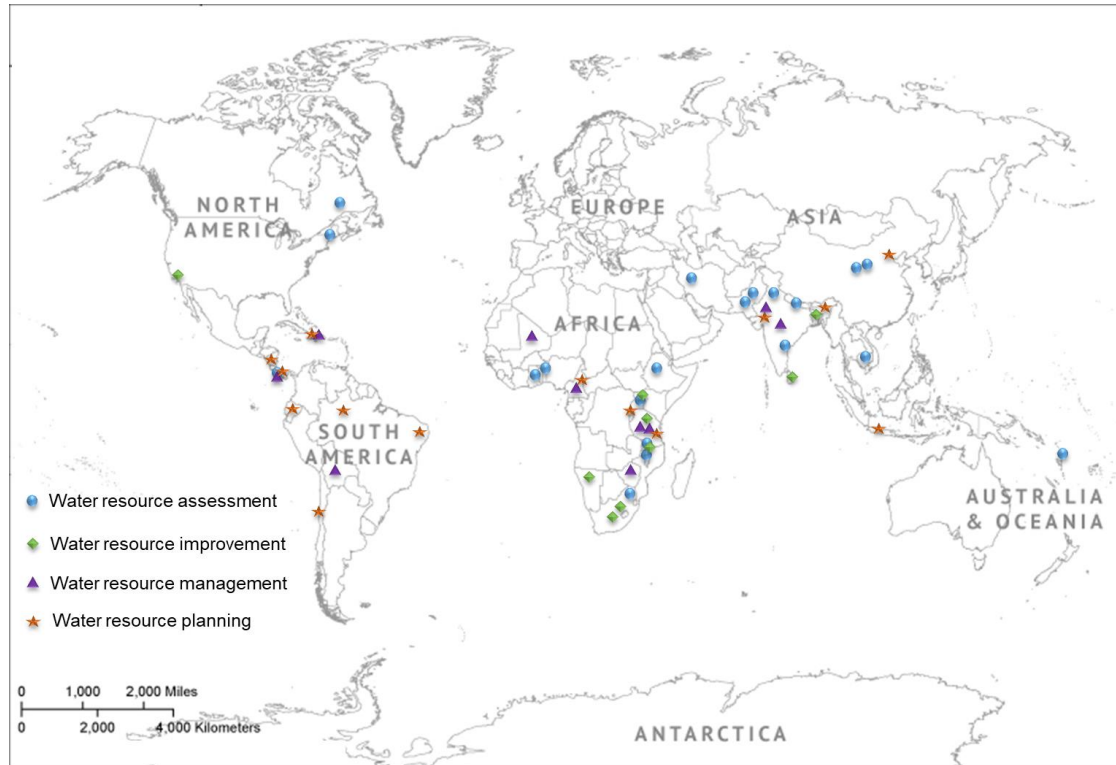 NORTH
AMERICA
EUROPE
ASIA
AFRICA
SOUTH
AMERICA
AUSTRALIA
& OCEANIA
Water resource assessment
Water resource improvement
Water resource management
Water resource planning
0 1,000 2,000 Miles
0 2,000 4,000 Kilometers
ANTARCTICA